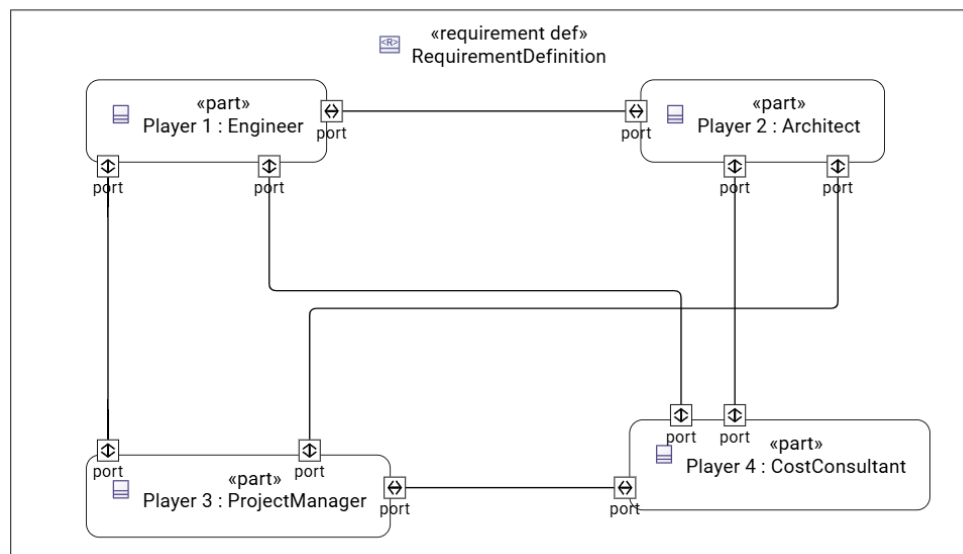 «requirement def»
<R>
RequirementDefinition
«part»
Player 1 : Engineer
port
port
«part»
Player 2 : Architect
port
port
port
port
port
port
port
port
«part»
Player 4 : CostConsultant
«part»
Player 3 : ProjectManager
port
port